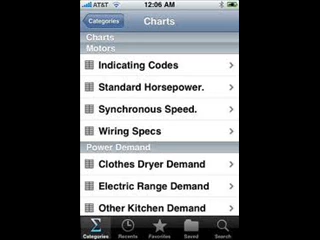 12:06 AM
Categories
Charts
Charts
Motors
Indicating Codes
Standard Horsepower.
Synchronous Speed.
Wiring Specs
Power Demand
Clothes Dryer Demand
Electric Range Demand
Other Kitchen Demand
Categories
Recents
Favorites
Saved
Search